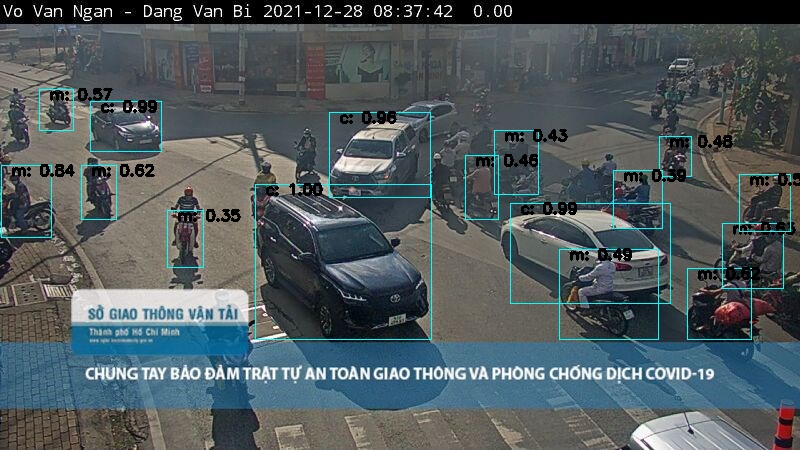 Vo Van Ngan - Dang Van Bi 2021-12-28 08:37:42 0.00
m: 0.57
c: 0.99
c: 0.96
m: 0.43
m: 0.48
m: 0.84
m: 0.62
m: 0.46
m: 0.39
c: 1.00
m: 0.35
c: 0.99
m: 0.49
SỞ GIAO THÔNG VẬN TẢI
Thành phố Hồ Chí Minh
CHUNG TAY BẢO ĐẢM TRẬT TỰ AN TOÀN GIAO THÔNG VÀ PHÒNG CHỐNG DỊCH COVID-19